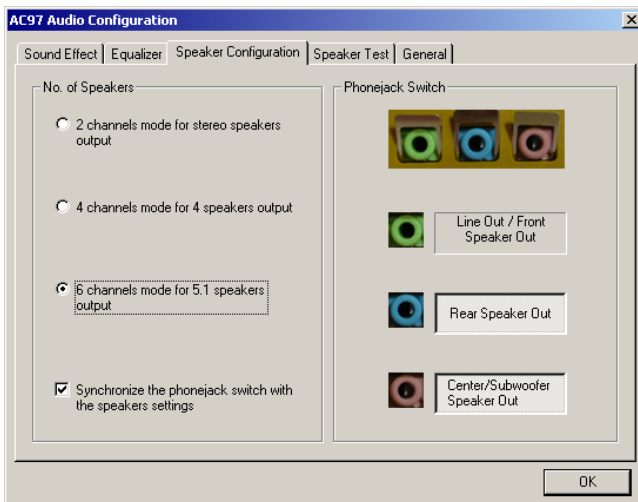 AC97 Audio Configuration
Sound Effect
Equalizer
Speaker Configuration
Speaker Test
General
No. of Speakers
2 channels mode for stereo speakers
output
4 channels mode for 4 speakers output
6 channels mode for 5.1 speakers
output
Synchronize the phonejack switch with
the speakers settings
Phonejack Switch
Line Out / Front
Speaker Out
Rear Speaker Out
Center/Subwoofer
Speaker Out
OK